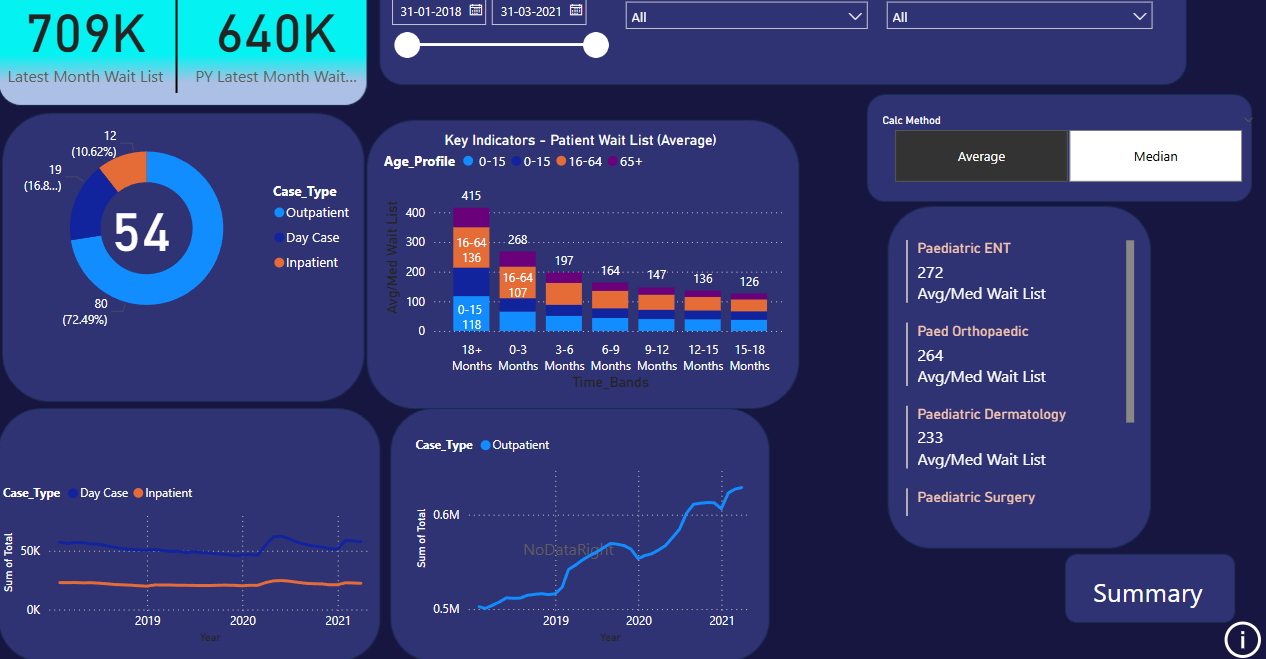 709K
Latest Month Wait List
640K
PY Latest Month Wait...
31-01-2018
31-03-2021
All
All
12
(10.62%)
19
(16.8...)
54
80
(72.49%)
Case_Type
Outpatient
Day Case
Inpatient
Key Indicators - Patient Wait List (Average)
Age_Profile 0-15 0-15 16-64 65+
Avg/Med Wait List
400
300
200
100
0
415
268
197
164
147
136
126
16-64
136
16-64
107
0-15
118
18+ Months
0-3 Months
3-6 Months
6-9 Months
9-12 Months
12-15 Months
15-18 Months
Time_Bands
Calc Method
Average
Median
Paediatric ENT
272
Avg/Med Wait List
Paed Orthopaedic
264
Avg/Med Wait List
Paediatric Dermatology
233
Avg/Med Wait List
Paediatric Surgery
Case_Type Day Case Inpatient
Sum of Total
50K
0K
2019 2020 2021
Year
Case_Type Outpatient
Sum of Total
0.6M
NoDataRight
0.5M
2019 2020 2021
Year
Summary
i